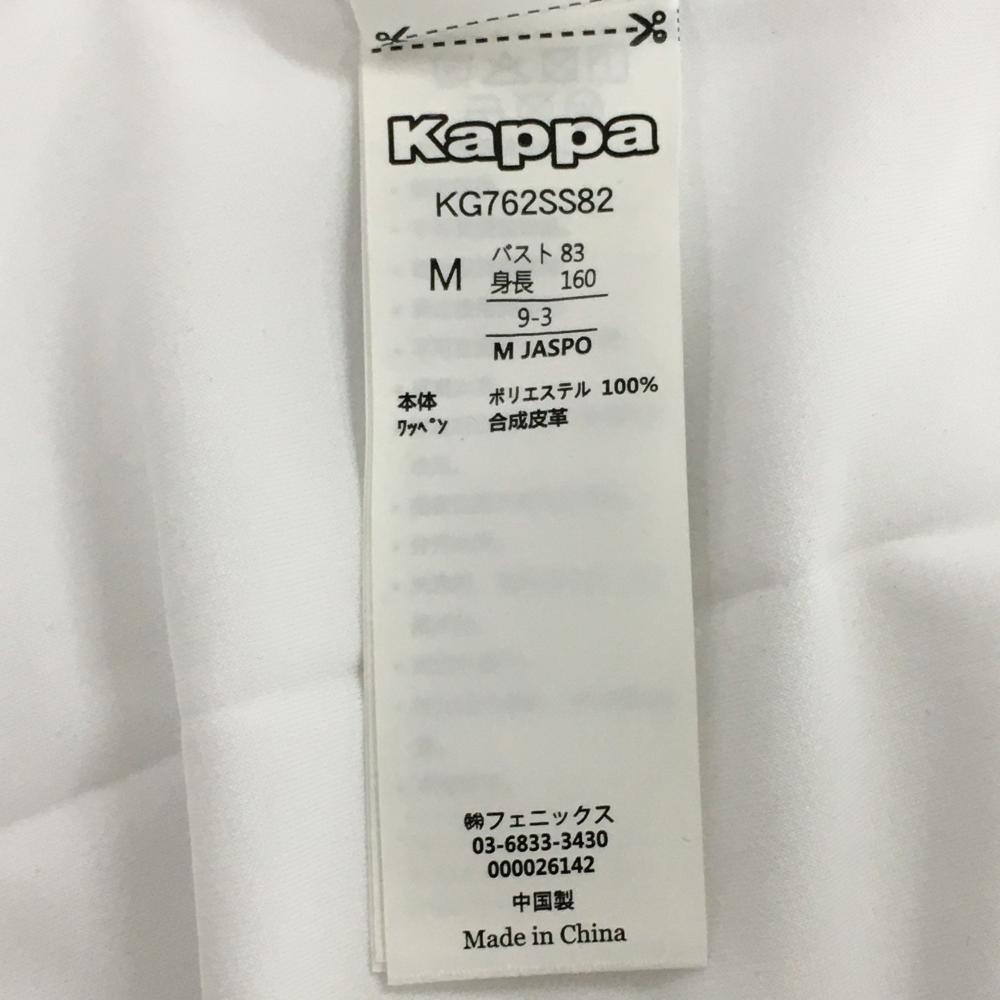 Kappa
KG762SS82
M
バスト 83
身長 160
9-3
M JASPO
本体 ポリエステル 100%
ワッペン 合成皮革
㈱フェニックス
03-6833-3430
000026142
中国製
Made in China